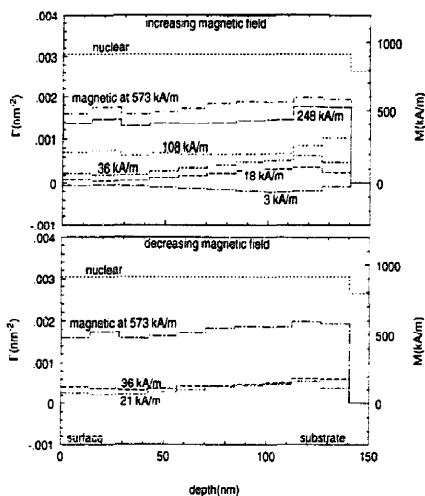 .004
increasing magnetic field
nuclear
1000
.003
magnetic at 573 kA/m
.002
248 kA/m
500
Γ(nm⁻²)
M(kA/m)
.001
108 kA/m
36 kA/m
18 kA/m
0
0
3 kA/m
.001
.004
decreasing magnetic field
nuclear
1000
.003
magnetic at 573 kA/m
.002
500
Γ(nm⁻²)
M(kA/m)
.001
36 kA/m
21 kA/m
0
0
surface
substrate
-.001
0
50
100
150
depth(nm)